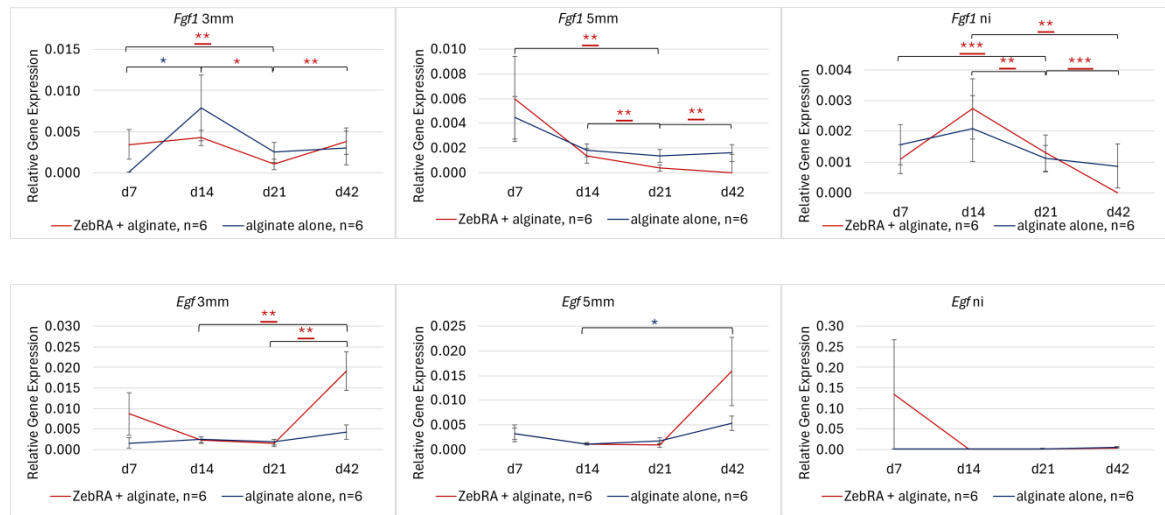 Fgf1 3mm
**
*
*
**
Relative Gene Expression
0.015
0.010
0.005
0.000
d7 d14 d21 d42
ZebRA + alginate, n=6 alginate alone, n=6
Fgf1 5mm
**
**
**
Relative Gene Expression
0.010
0.008
0.006
0.004
0.002
0.000
d7 d14 d21 d42
ZebRA + alginate, n=6 alginate alone, n=6
Fgf1 ni
**
***
**
***
Relative Gene Expression
0.004
0.003
0.002
0.001
0.000
d7 d14 d21 d42
ZebRA + alginate, n=6 alginate alone, n=6
Egf 3mm
**
**
Relative Gene Expression
0.030
0.025
0.020
0.015
0.010
0.005
0.000
d7 d14 d21 d42
ZebRA + alginate, n=6 alginate alone, n=6
Egf 5mm
*
Relative Gene Expression
0.025
0.020
0.015
0.010
0.005
0.000
d7 d14 d21 d42
ZebRA + alginate, n=6 alginate alone, n=6
Egf ni
Relative Gene Expression
0.30
0.25
0.20
0.15
0.10
0.05
0.00
d7 d14 d21 d42
ZebRA + alginate, n=6 alginate alone, n=6